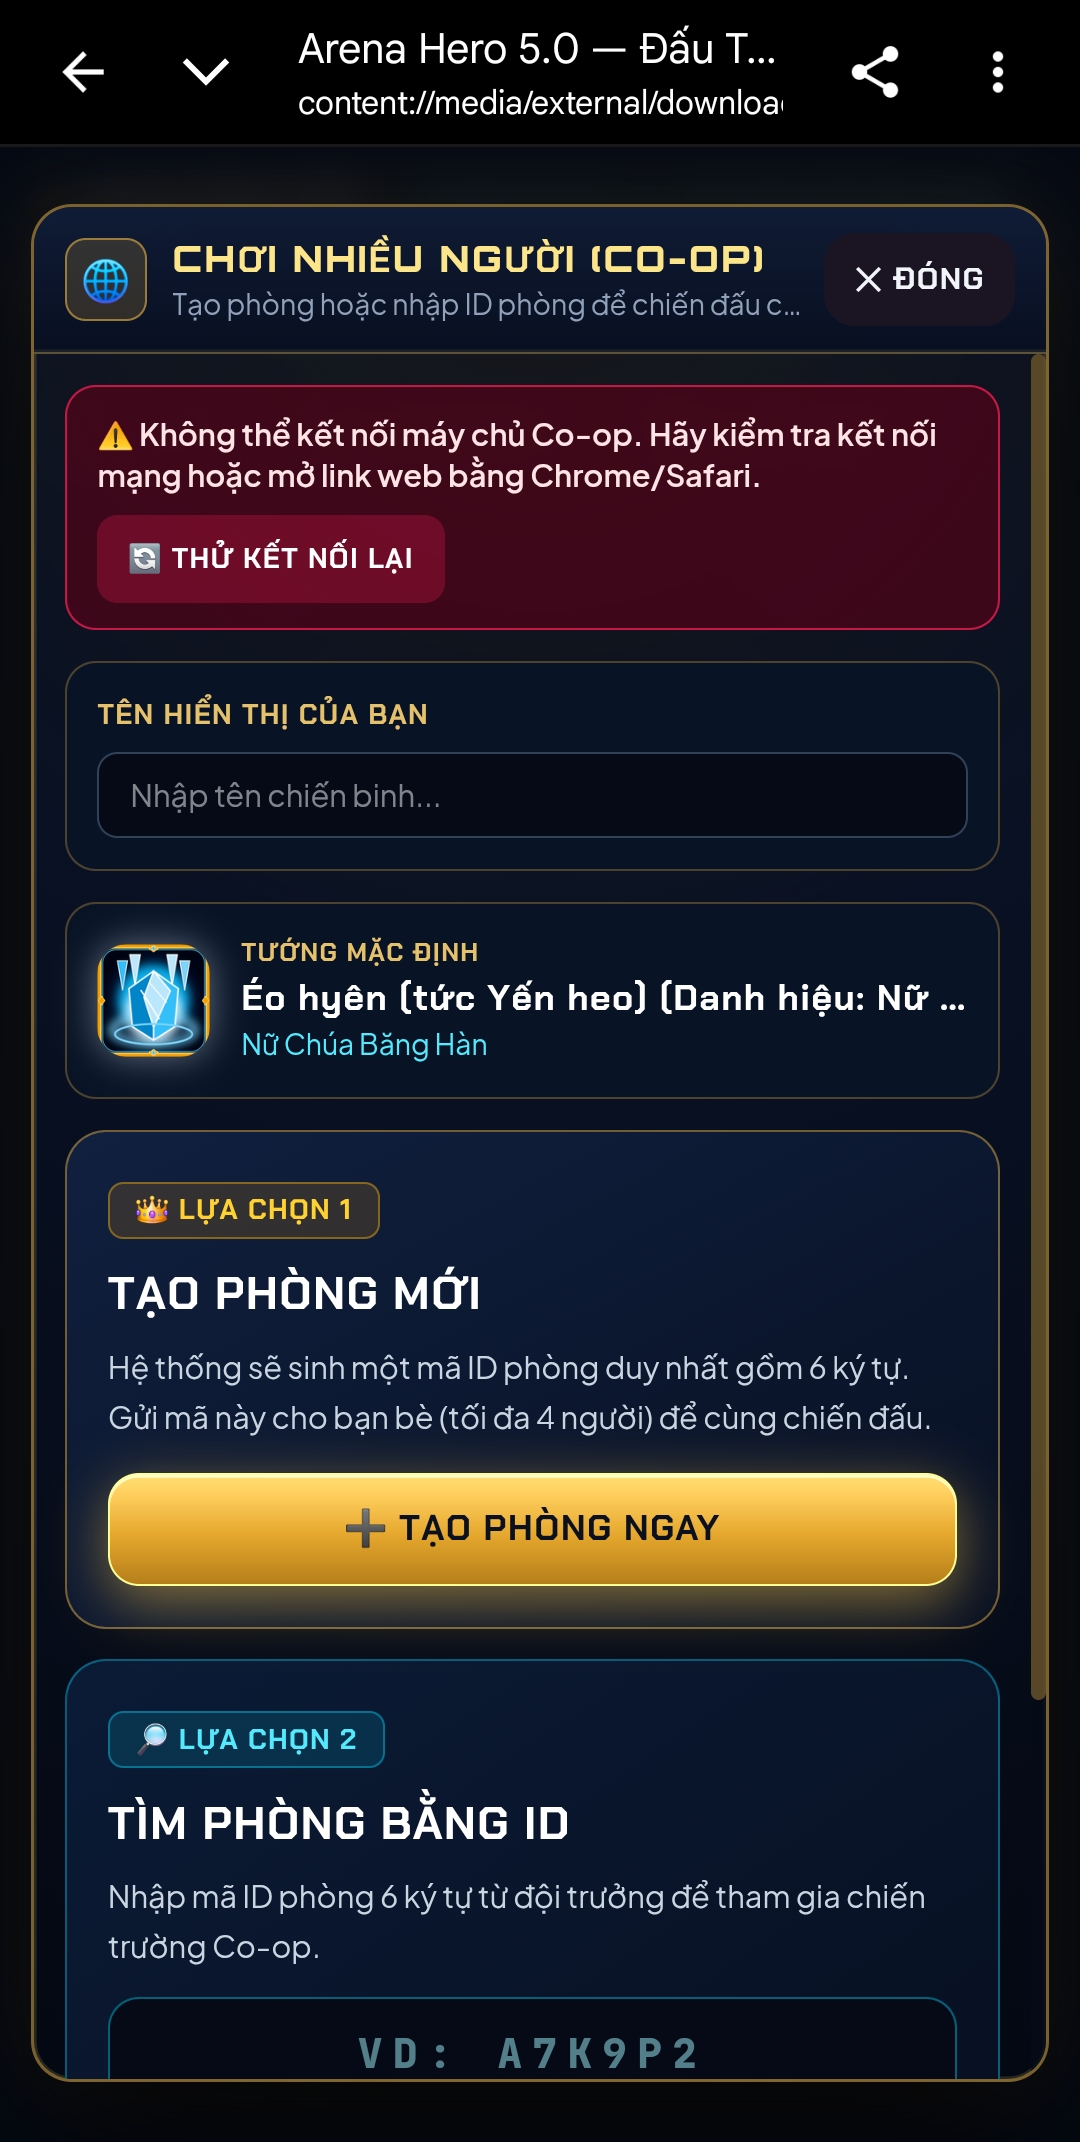 Arena Hero 5.0 — Đấu T...
content://media/external/downloa
CHƠI NHIỀU NGƯỜI (CO-OP)
Tạo phòng hoặc nhập ID phòng để chiến đấu c...
ĐÓNG
Không thể kết nối máy chủ Co-op. Hãy kiểm tra kết nối
mạng hoặc mở link web bằng Chrome/Safari.
THỬ KẾT NỐI LẠI
TÊN HIỂN THỊ CỦA BẠN
Nhập tên chiến binh...
TƯỚNG MẶC ĐỊNH
Éo hyên (tức Yến heo) (Danh hiệu: Nữ ...
Nữ Chúa Băng Hàn
LỰA CHỌN 1
TẠO PHÒNG MỚI
Hệ thống sẽ sinh một mã ID phòng duy nhất gồm 6 ký tự.
Gửi mã này cho bạn bè (tối đa 4 người) để cùng chiến đấu.
TẠO PHÒNG NGAY
LỰA CHỌN 2
TÌM PHÒNG BẰNG ID
Nhập mã ID phòng 6 ký tự từ đội trưởng để tham gia chiến
trường Co-op.
VD: A7K9P2